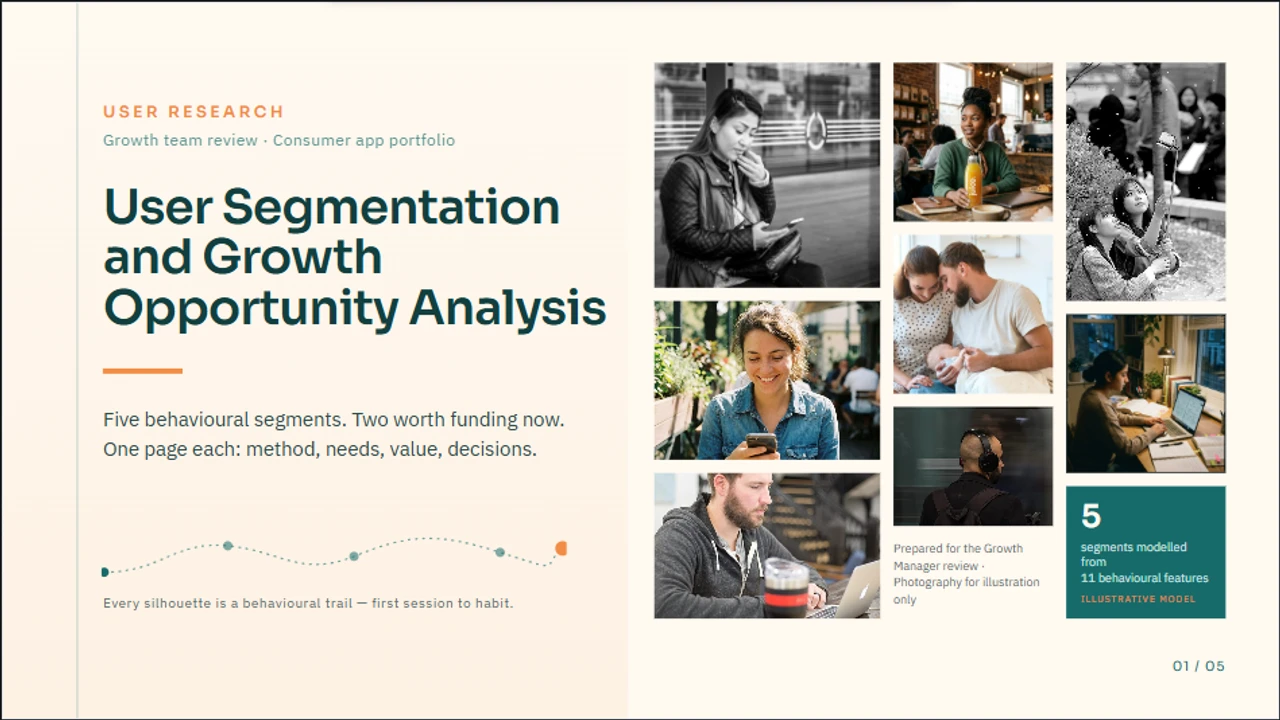 USER RESEARCH
Growth team review · Consumer app portfolio
User Segmentation
and Growth
Opportunity Analysis
Five behavioural segments. Two worth funding now.
One page each: method, needs, value, decisions.
Every silhouette is a behavioural trail — first session to habit.
Prepared for the Growth
Manager review ·
Photography for illustration
only
5
segments modelled
from
11 behavioural features
ILLUSTRATIVE MODEL
01 / 05